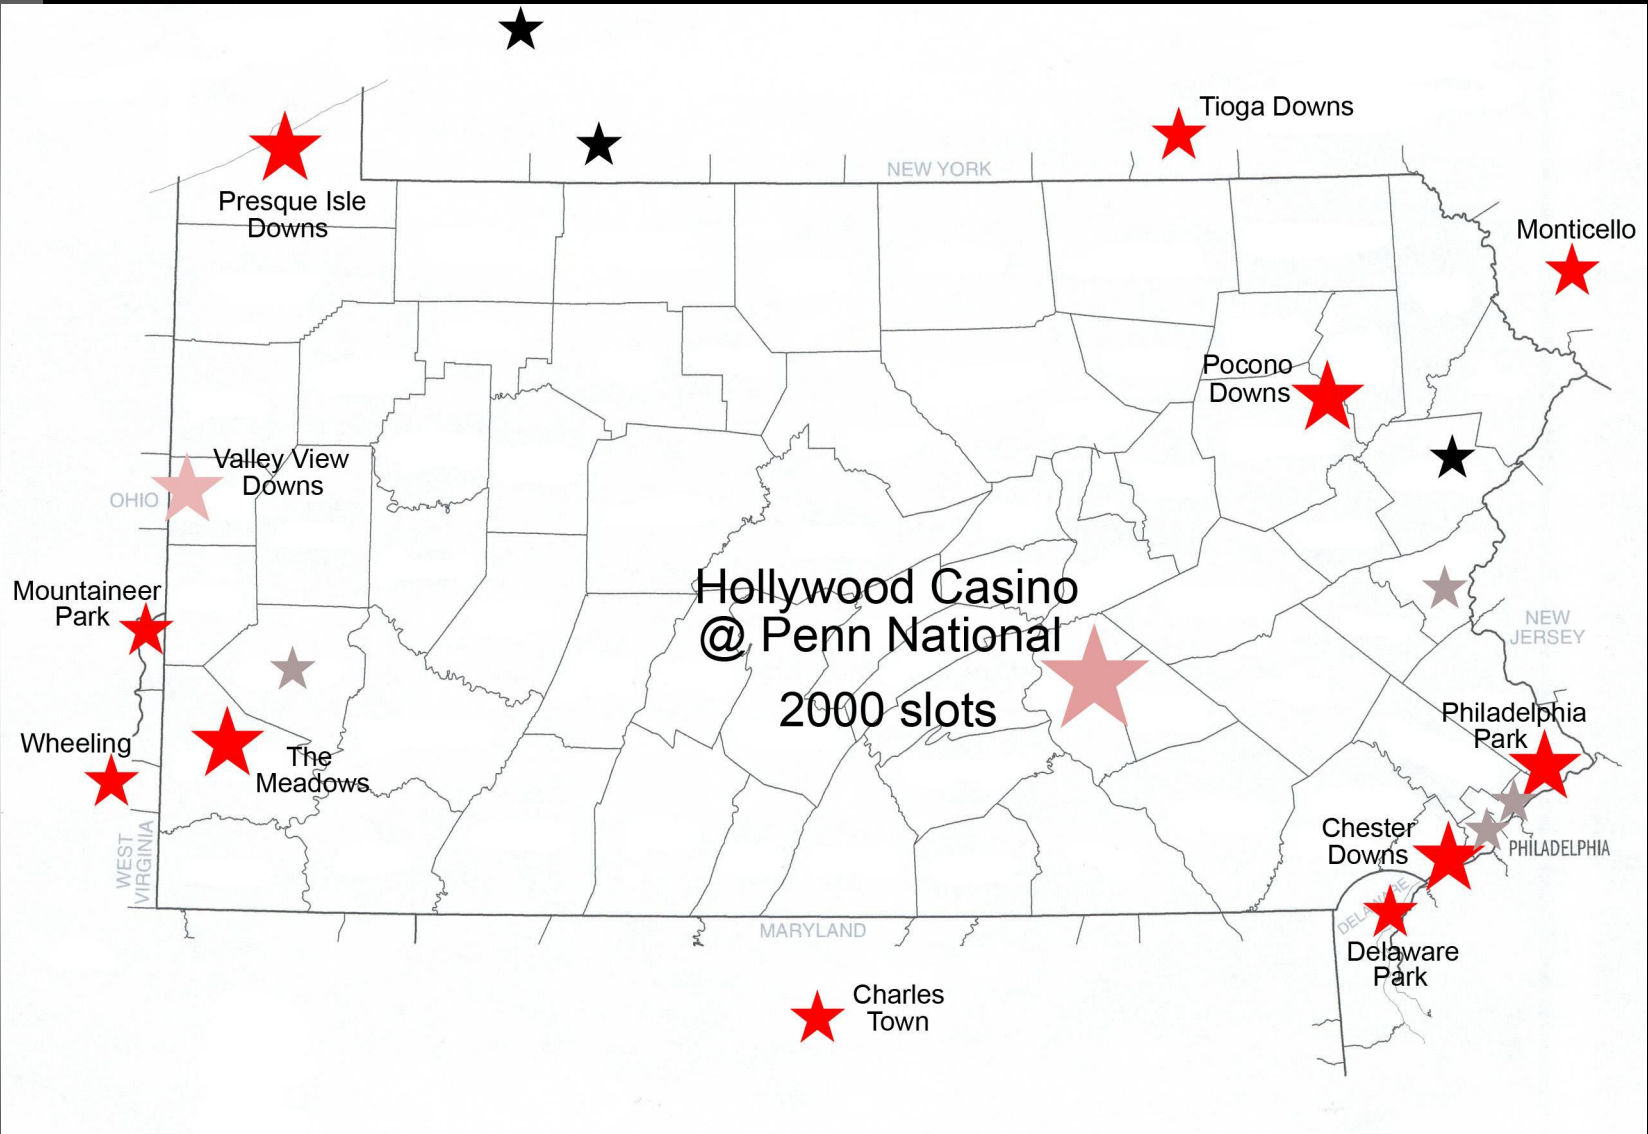 Tioga Downs
NEW YORK
Presque Isle
Downs
Monticello
Pocono
Downs
Valley View
Downs
OHIO
Hollywood Casino
@ Penn National
2000 slots
Mountaineer
Park
NEW
JERSEY
Philadelphia
Park
Wheeling
The
Meadows
WEST
VIRGINIA
Chester
Downs
PHILADELPHIA
DELAWARE
MARYLAND
Delaware
Park
Charles
Town